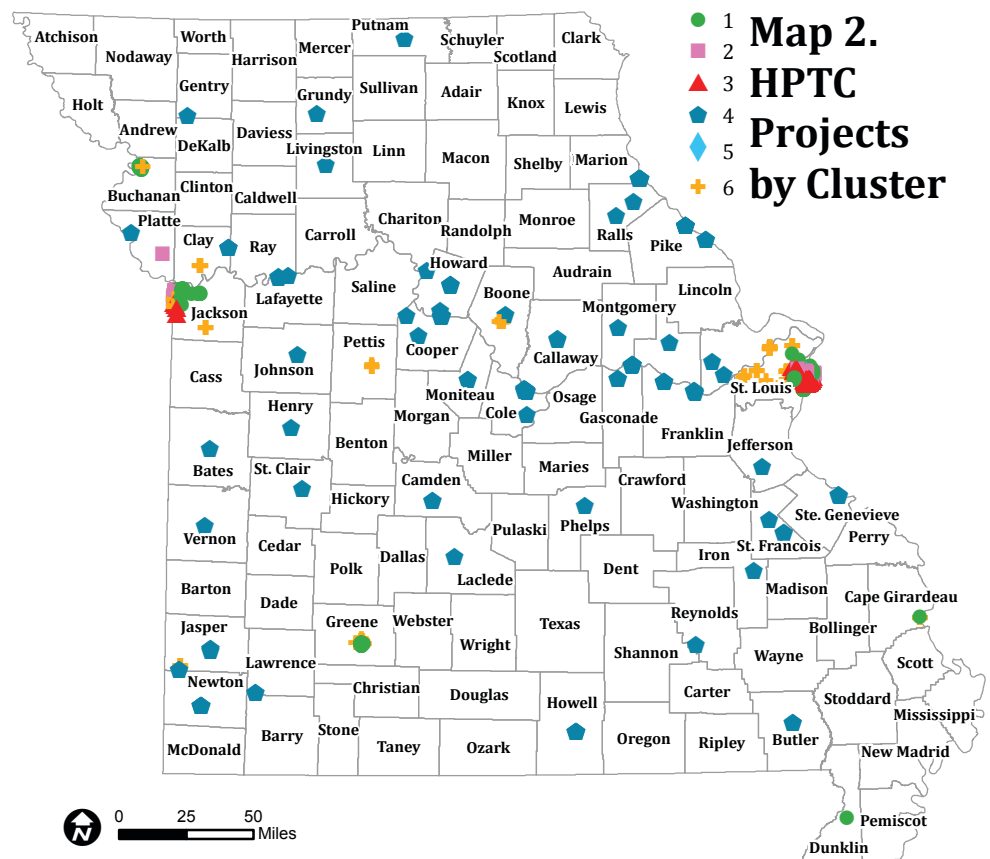 1
2
3
4
5
6
Map 2.
HPTC
Projects
by Cluster
Putnam
Atchison
Worth
Schuyler
Clark
Nodaway
Harrison
Mercer
Scotland
Gentry
Grundy
Sullivan
Adair
Holt
Knox
Lewis
Andrew
Daviess
DeKalb
Livingston
Linn
Macon
Shelby
Marion
Buchanan
Clinton
Caldwell
Platte
Clay
Ray
Carroll
Chariton
Randolph
Monroe
Ralls
Pike
Howard
Audrain
Lafayette
Saline
Boone
Lincoln
Jackson
Montgomery
Pettis
Cooper
Callaway
Cass
Johnson
Moniteau
Osage
St. Louis
Henry
Morgan
Cole
Gasconade
Franklin
Jefferson
Benton
Miller
Maries
Bates
St. Clair
Camden
Crawford
Hickory
Washington
Ste. Genevieve
Pulaski
Phelps
Vernon
Cedar
Dallas
Iron
St. Francois
Perry
Polk
Laclede
Dent
Barton
Dade
Madison
Cape Girardeau
Jasper
Greene
Webster
Texas
Reynolds
Bollinger
Wright
Shannon
Wayne
Lawrence
Scott
Newton
Christian
Douglas
Howell
Carter
Stoddard
Mississippi
McDonald
Barry
Stone
Taney
Ozark
Oregon
Ripley
Butler
New Madrid
Pemiscot
Dunklin
N
0 25 50
Miles